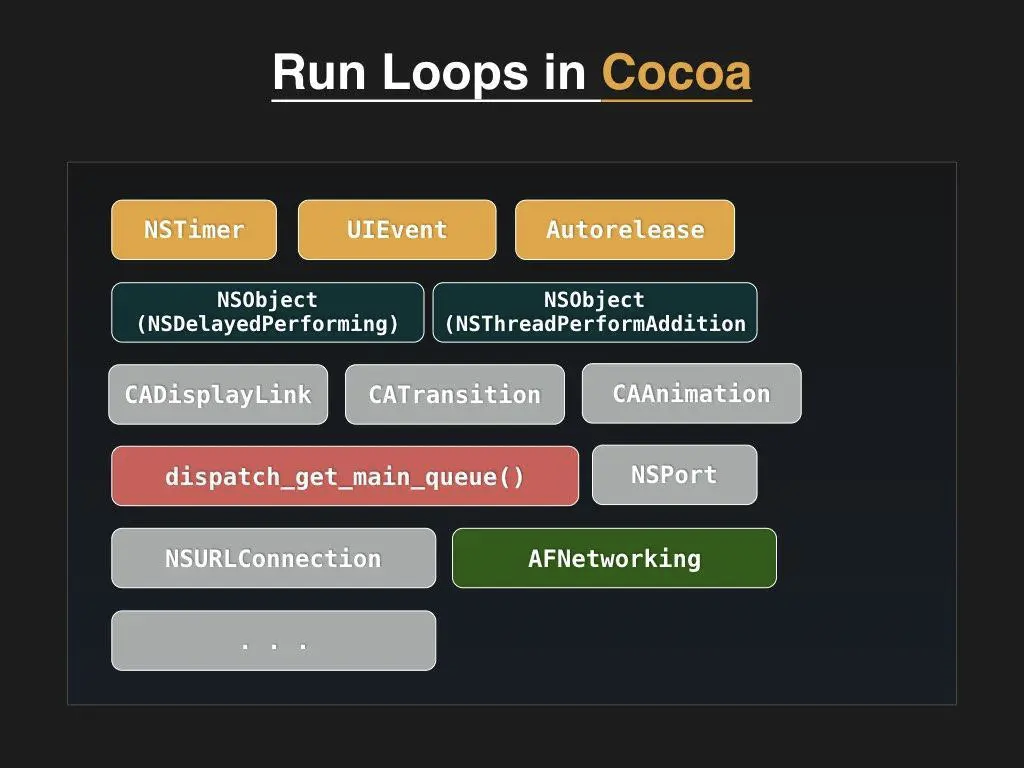 Run Loops in Cocoa
NSTimer
UIEvent
Autorelease
NSObject
(NSDelayedPerforming)
NSObject
(NSThreadPerformAddition
CADisplayLink
CATransition
CAAnimation
dispatch_get_main_queue()
NSPort
NSURLConnection
AFNetworking
. . .